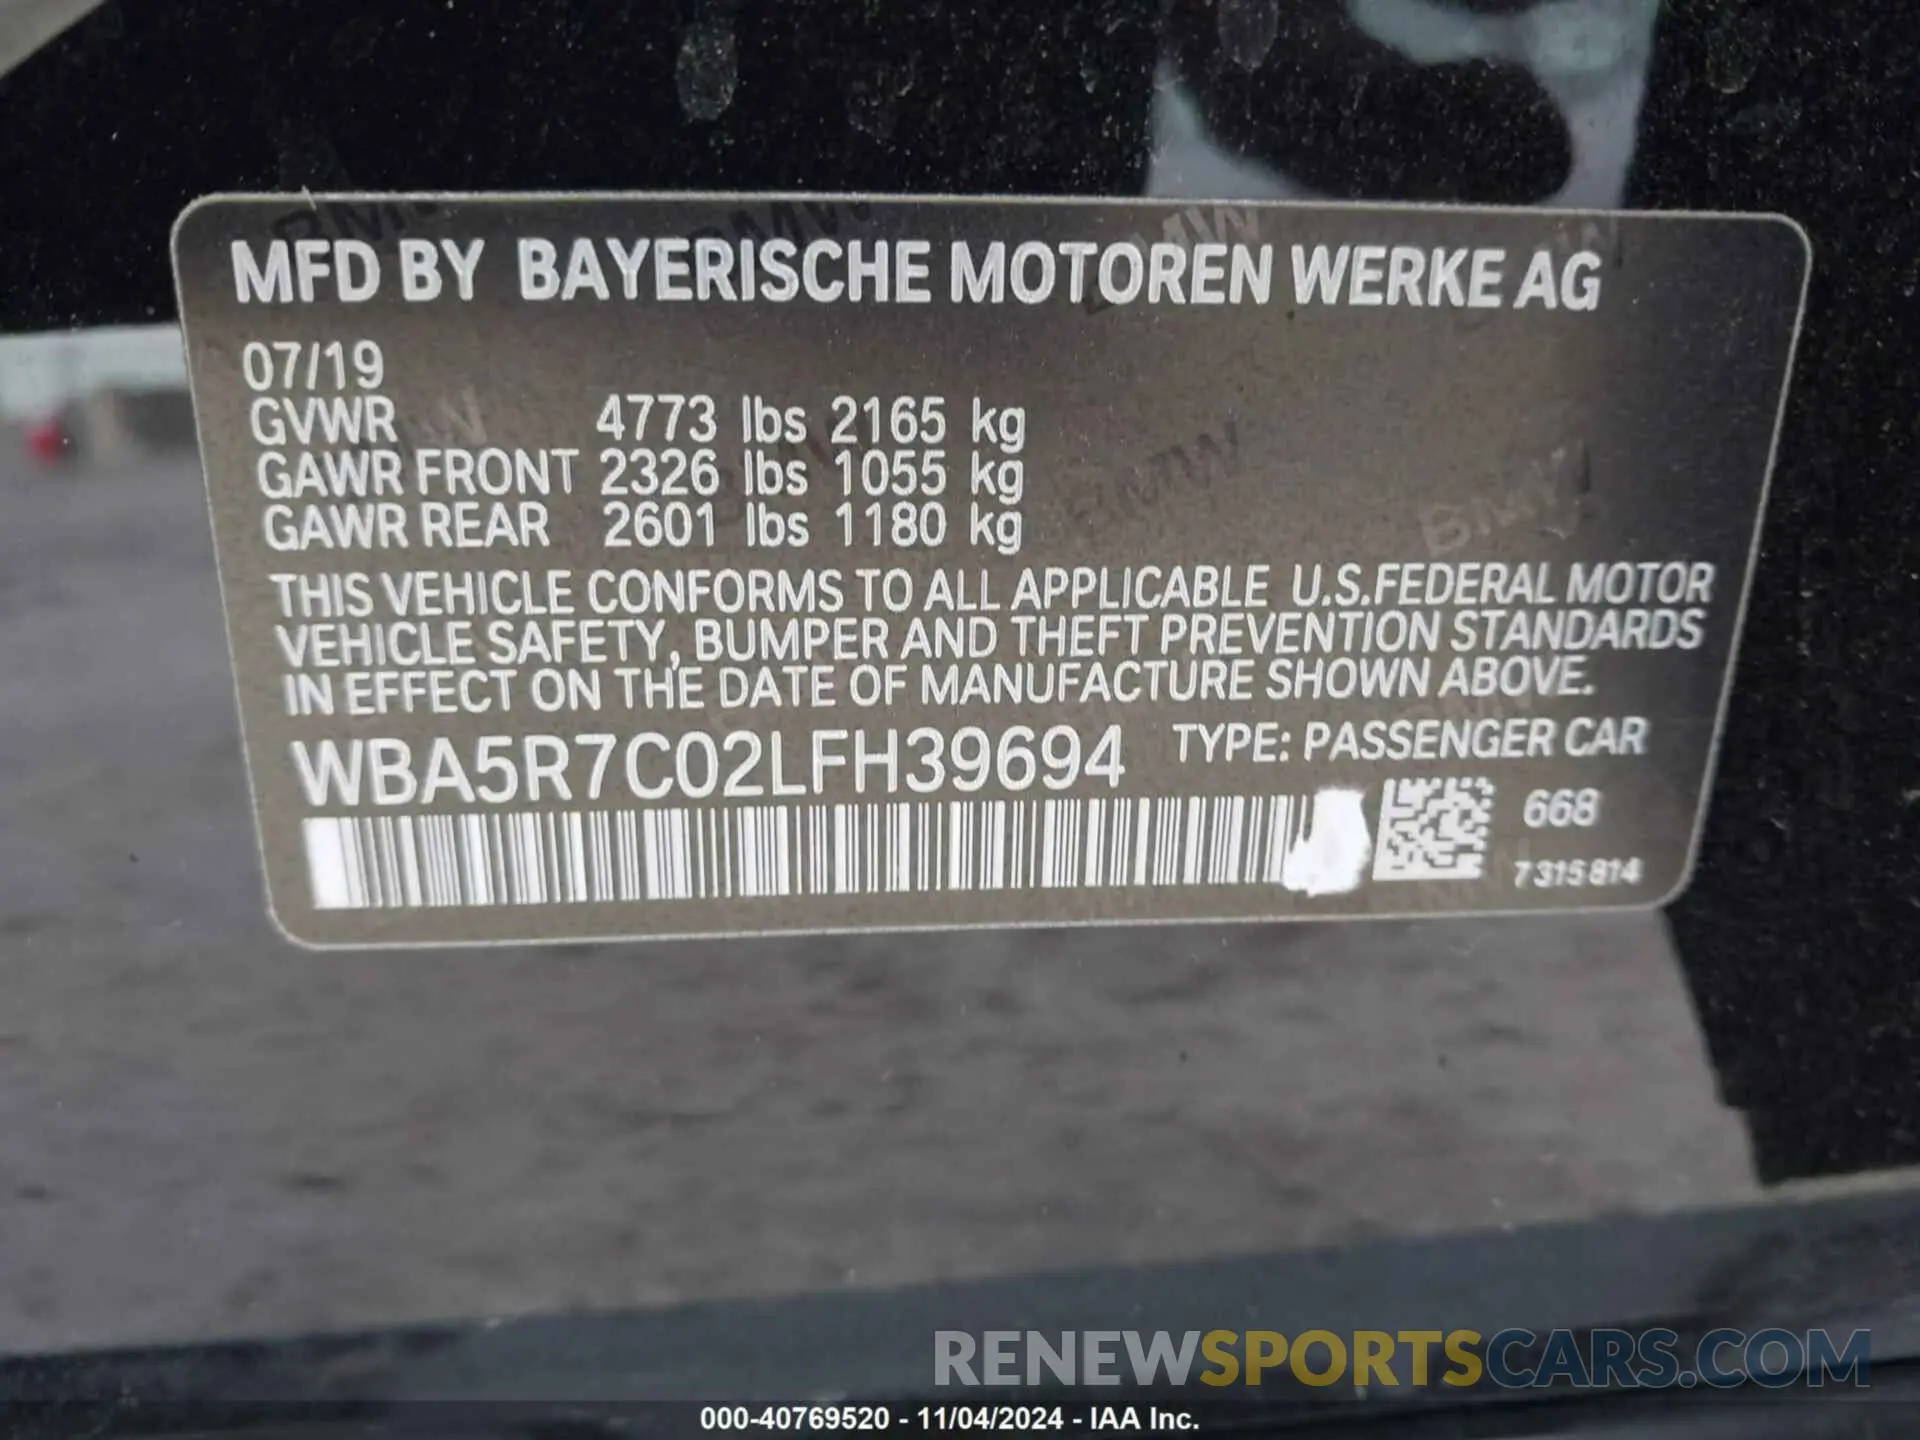 MFD BY BAYERISCHE MOTOREN WERKE AG
07/19
GVWR 4773 lbs 2165 kg
GAWR FRONT 2326 lbs 1055 kg
GAWR REAR 2601 lbs 1180 kg
THIS VEHICLE CONFORMS TO ALL APPLICABLE U.S.FEDERAL MOTOR
VEHICLE SAFETY, BUMPER AND THEFT PREVENTION STANDARDS
IN EFFECT ON THE DATE OF MANUFACTURE SHOWN ABOVE.
WBA5R7C02LFH39694 TYPE: PASSENGER CAR
668
7315814
RENEWSPORTSCARS.COM
000-40769520 - 11/04/2024 - IAA Inc.